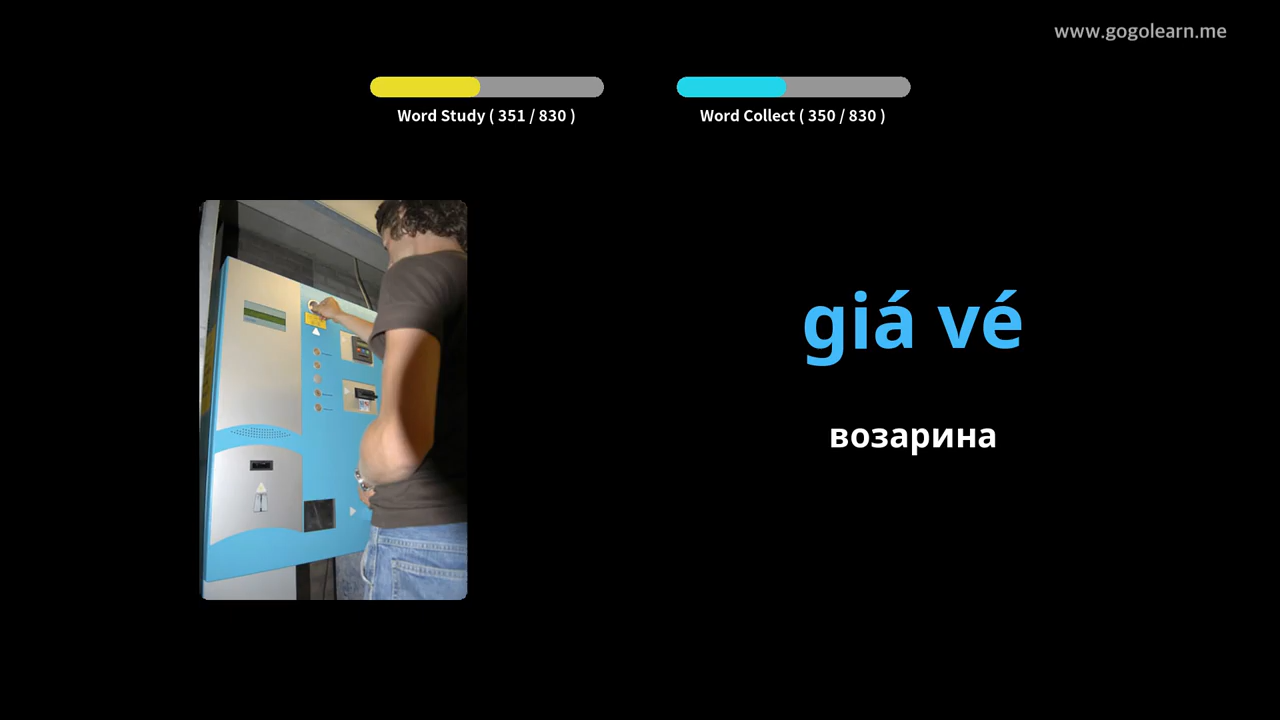 www.gogolearn.me
Word Study ( 351 / 830 )
Word Collect ( 350 / 830 )
giá vé
возарина